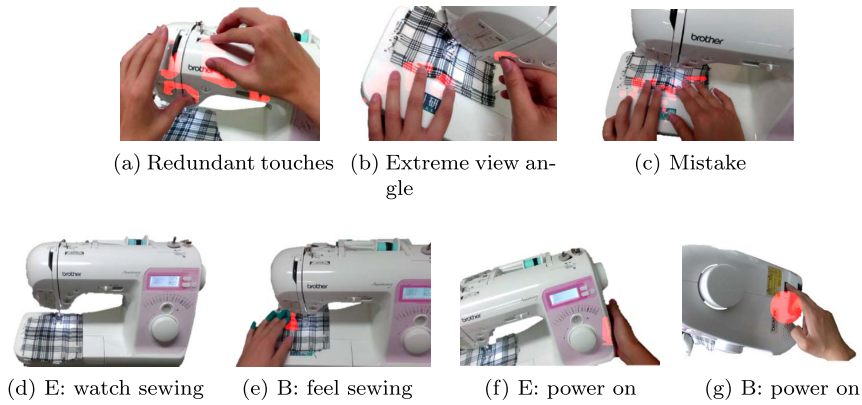 brother
brother
(a) Redundant touches
(b) Extreme view an-
gle
(c) Mistake
brother
brother
brother
(d) E: watch sewing
(e) B: feel sewing
(f) E: power on
(g) B: power on